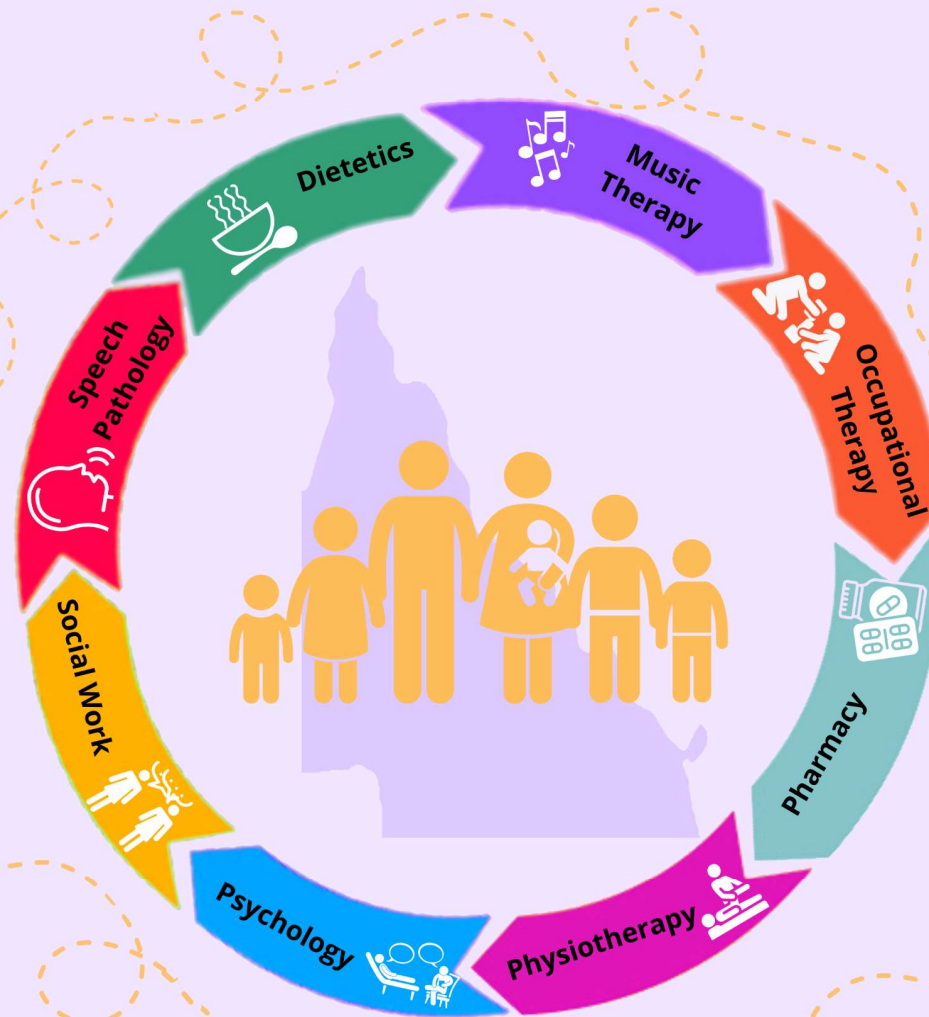 Dietetics
Music
Therapy
Occupational
Therapy
Pharmacy
Physiotherapy
Psychology
Social Work
Speech
Pathology